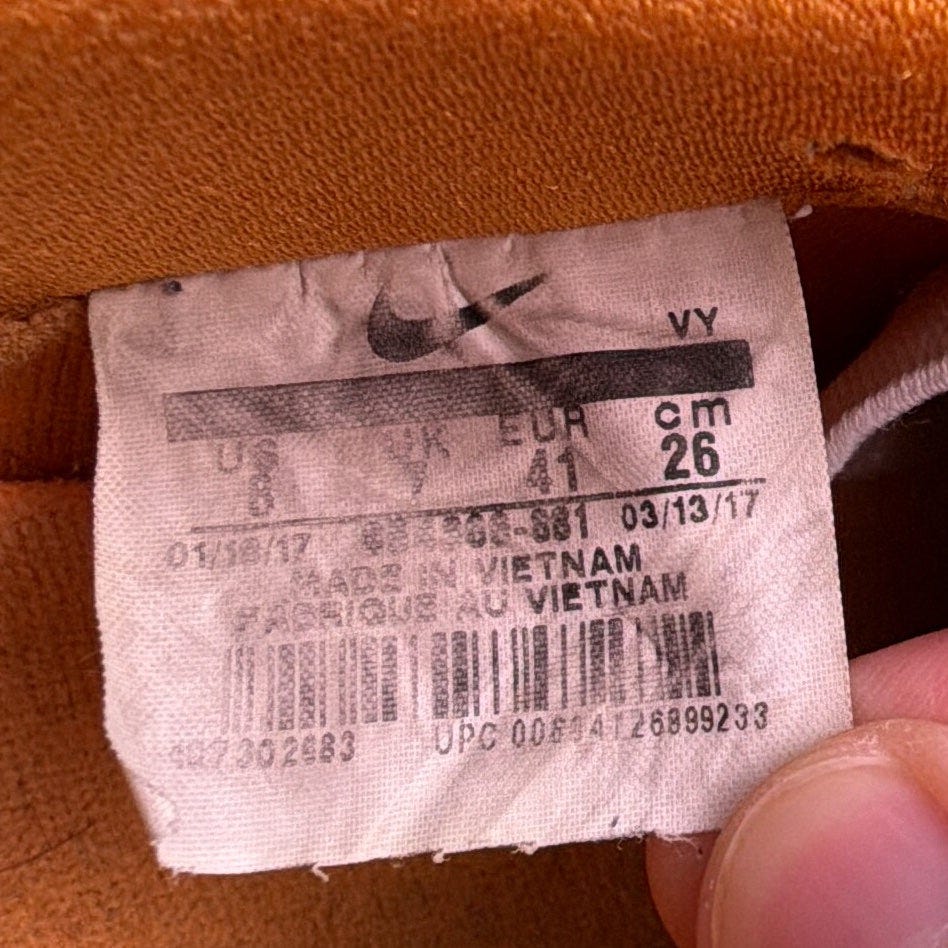 VY
US UK EUR cm
8 7 41 26
01/18/17 03/13/17
MADE IN VIETNAM
FABRIQUE AU VIETNAM
UPC